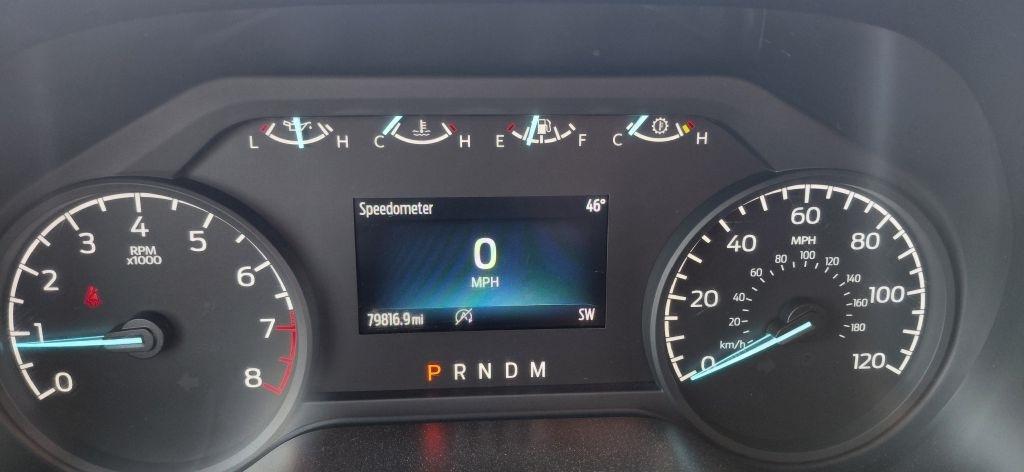 L H C H E F C H
Speedometer 46°
0
MPH
79816.9 mi SW
P R N D M
0 1 2 3 4 5 6 7 8
RPM
x1000
0 20 40 60 80 100 120
MPH
20 40 60 80 100 120 140 160 180
km/h